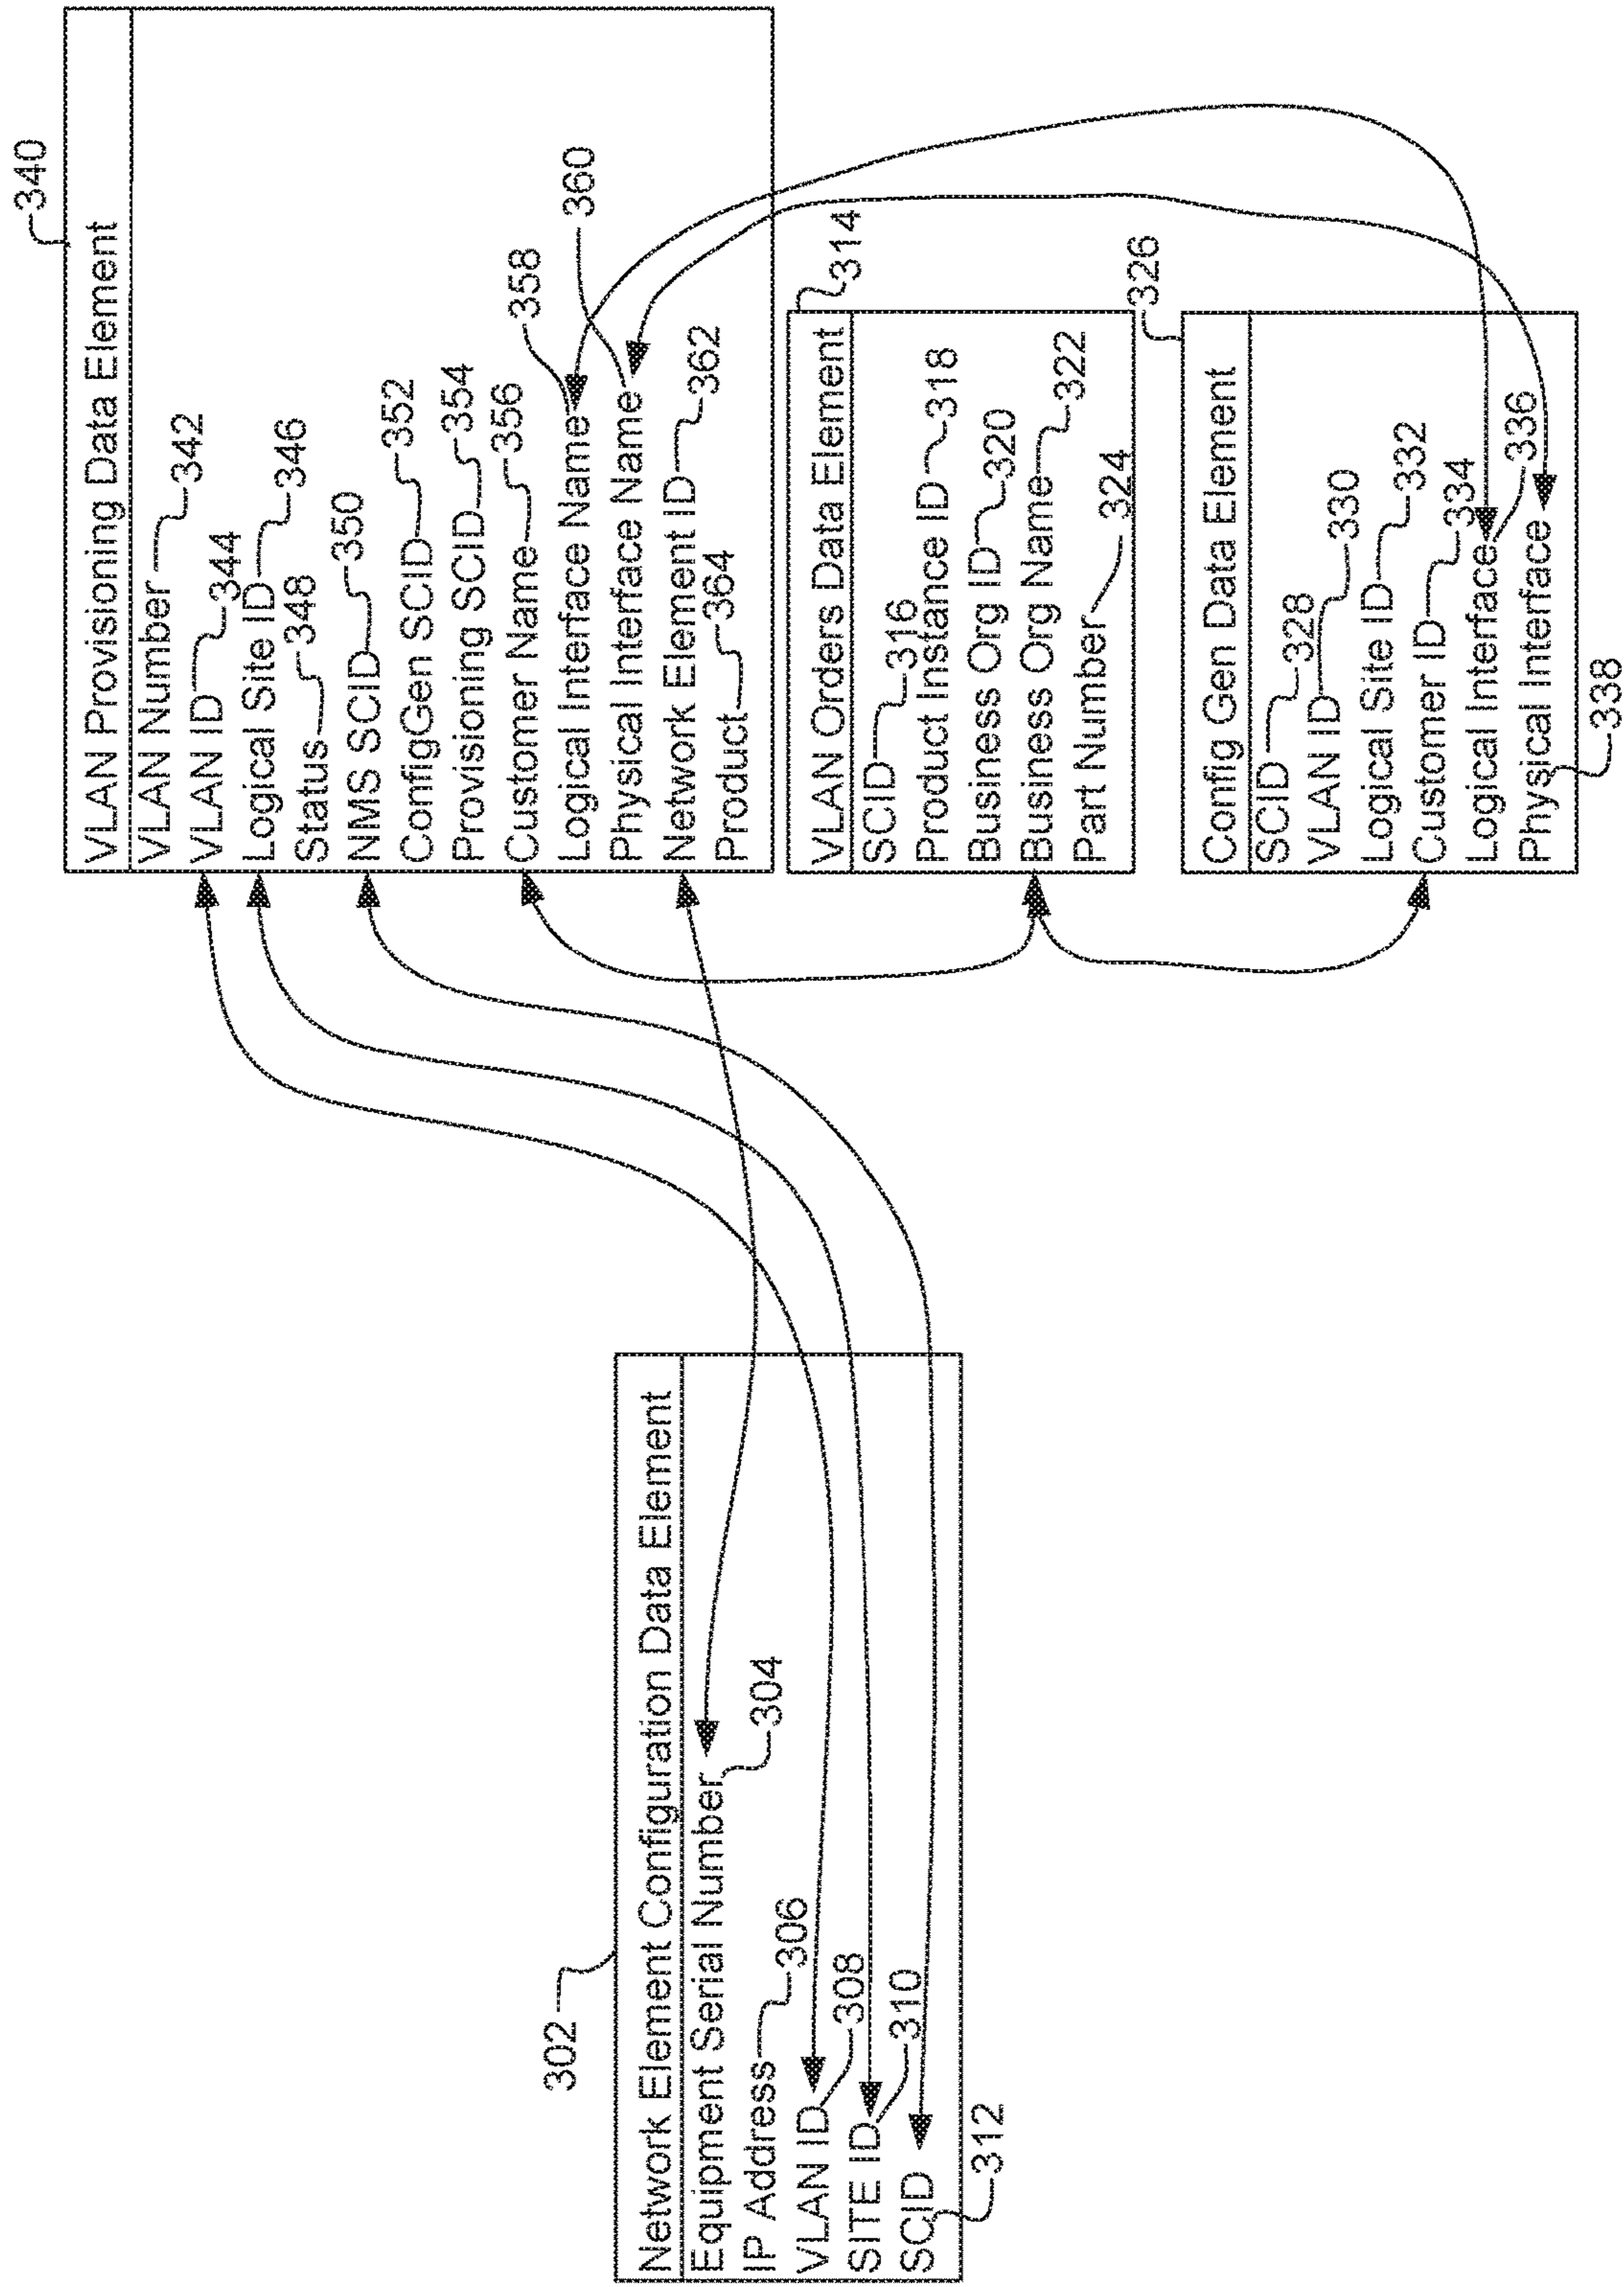 302
Network Element Configuration Data Element
Equipment Serial Number 304
IP Address 306
VLAN ID 308
SITE ID 310
SCID
312
340
VLAN Provisioning Data Element
VLAN Number 342
VLAN ID 344
Logical Site ID 346
Status 348
NMS SCID 350
ConfigGen SCID 352
Provisioning SCID 354
Customer Name 356
Logical Interface Name 358
Physical Interface Name 360
Network Element ID 362
Product 364
314
VLAN Orders Data Element
SCID 316
Product Instance ID 318
Business Org ID 320
Business Org Name 322
Part Number 324
326
Config Gen Data Element
SCID 328
VLAN ID 330
Logical Site ID 332
Customer ID 334
Logical Interface 336
Physical Interface
338